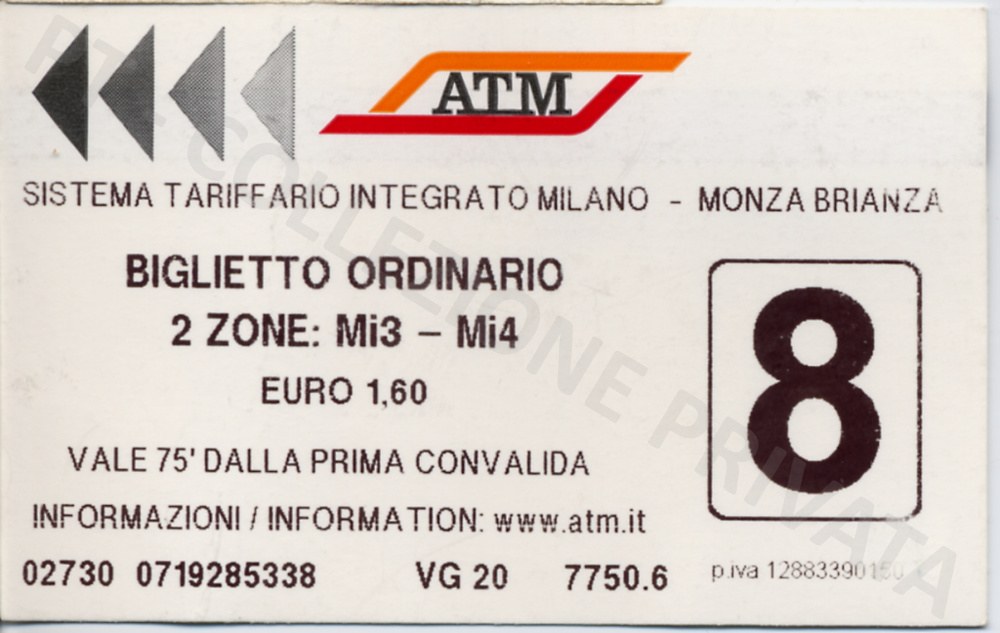 ATM
SISTEMA TARIFFARIO INTEGRATO MILANO - MONZA BRIANZA
BIGLIETTO ORDINARIO
2 ZONE: Mi3 - Mi4
EURO 1,60
8
VALE 75' DALLA PRIMA CONVALIDA
INFORMAZIONI / INFORMATION: www.atm.it
02730 0719285338 VG 20 7750.6 p.iva 12883390150
PT - COLLEZIONE PRIVATA